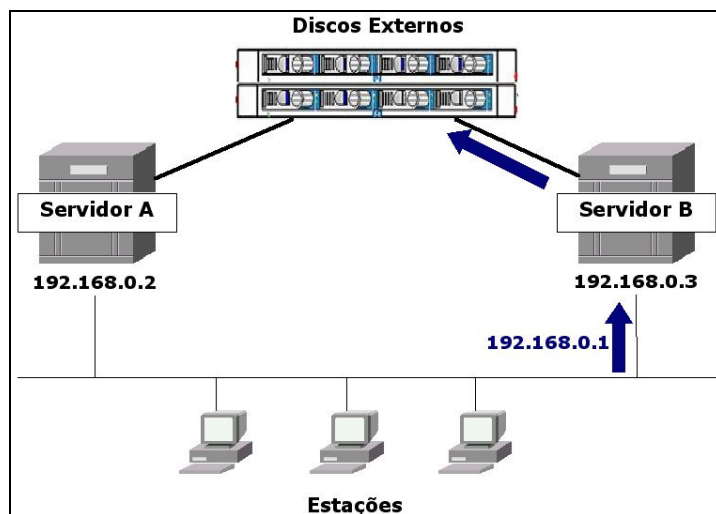 Discos Externos
Servidor A
Servidor B
192.168.0.2
192.168.0.3
192.168.0.1
Estações